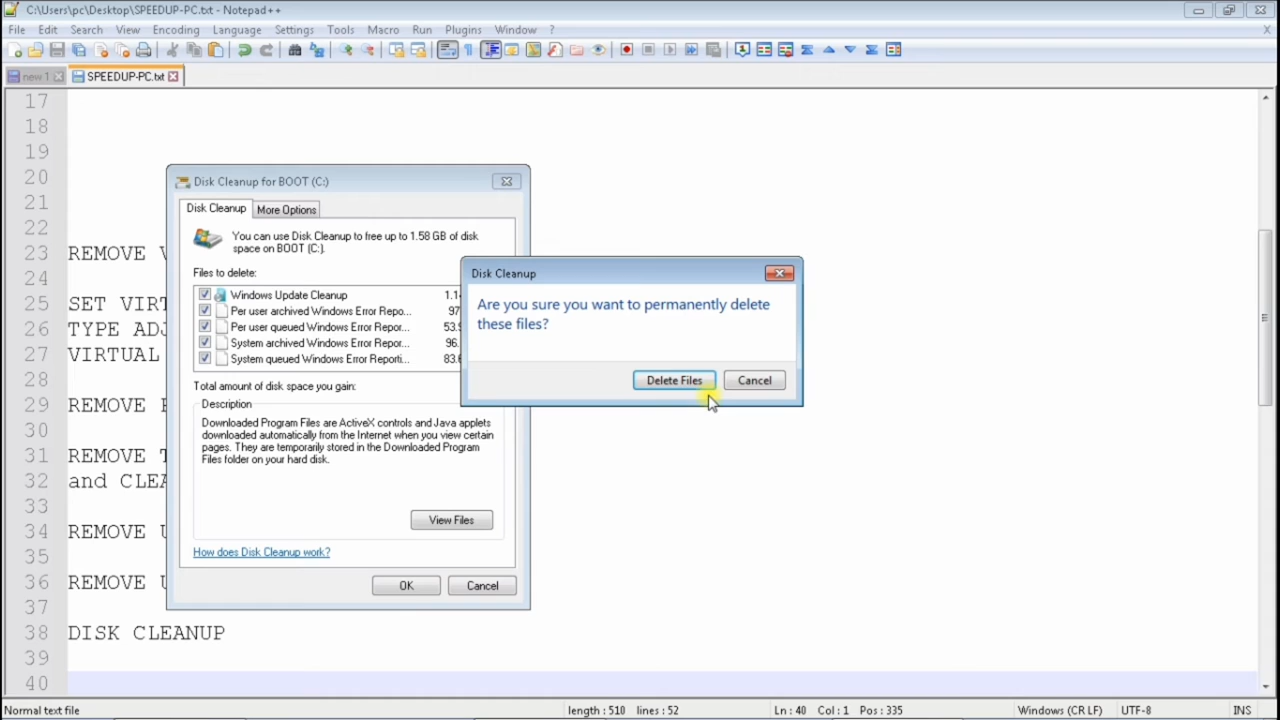 C:\Users\pc\Desktop\SPEEDUP-PC.txt - Notepad++
File Edit Search View Encoding Language Settings Tools Macro Run Plugins Window ?
X
new 1
SPEEDUP-PC.txt
17
18
19
20
21
22
23 REMOVE
24
25 SET VIRT
26 TYPE ADJ
27 VIRTUAL
28
29 REMOVE
30
31 REMOVE
32 and CLEA
33
34 REMOVE
35
36 REMOVE
37
38 DISK CLEANUP
39
40
Disk Cleanup for BOOT (C:)
Disk Cleanup
More Options
You can use Disk Cleanup to free up to 1.58 GB of disk
space on BOOT (C:).
Files to delete:
Windows Update Cleanup 1.1
Per user archived Windows Error Repo... 97
Per user queued Windows Error Repor... 53.9
System archived Windows Error Repor... 96.
System queued Windows Error Reporti... 83.6
Total amount of disk space you gain:
Description
Downloaded Program Files are ActiveX controls and Java applets
downloaded automatically from the Internet when you view certain
pages. They are temporarily stored in the Downloaded Program
Files folder on your hard disk.
View Files
How does Disk Cleanup work?
OK
Cancel
Disk Cleanup
Are you sure you want to permanently delete
these files?
Delete Files
Cancel
Normal text file
length : 510 lines : 52
Ln : 40 Col : 1 Pos : 335
Windows (CR LF)
UTF-8
INS